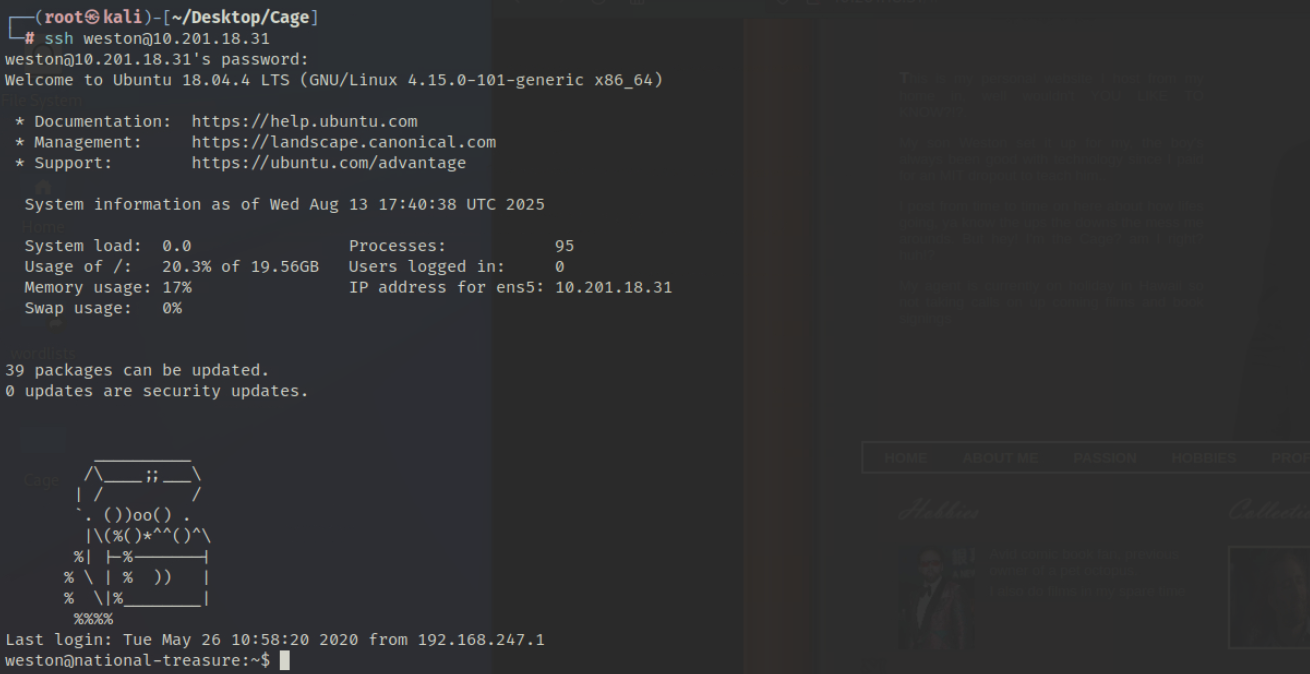 ┌──(root㉿kali)-[~/Desktop/Cage]
└─# ssh weston@10.201.18.31
weston@10.201.18.31's password:
Welcome to Ubuntu 18.04.4 LTS (GNU/Linux 4.15.0-101-generic x86_64)
File System
* Documentation:  https://help.ubuntu.com
* Management:     https://landscape.canonical.com
* Support:        https://ubuntu.com/advantage
System information as of Wed Aug 13 17:40:38 UTC 2025
Home
System load:  0.0                Processes:           95
Usage of /:   20.3% of 19.56GB   Users logged in:     0
Memory usage: 17%                IP address for ens5: 10.201.18.31
Swap usage:   0%
wordlists
39 packages can be updated.
0 updates are security updates.
Cage
     __________
    /\____;;___\
   | /         /
   `. ())oo() .
    |\(%()*^^()^\
   %| |-%-------|
  % \ | %  ))   |
  %  \|%________|
   %%%%
Last login: Tue May 26 10:58:20 2020 from 192.168.247.1
weston@national-treasure:~$
HOME ABOUT ME PASSION HOBBIES
Hobbies